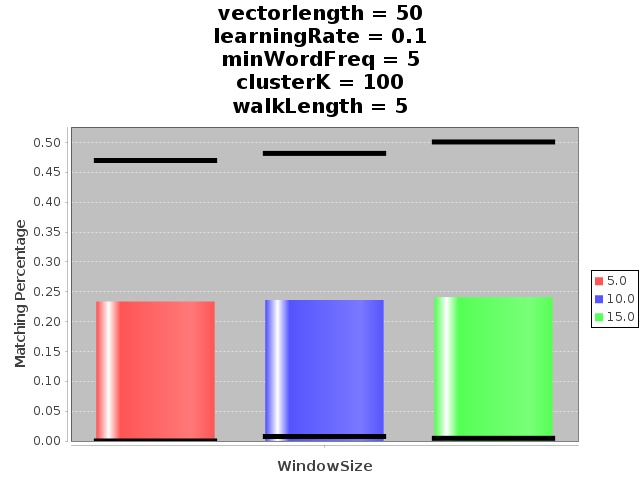 vectorlength = 50
learningRate = 0.1
minWordFreq = 5
clusterK = 100
walkLength = 5
0.50
0.45
0.40
0.35
0.30
0.25
0.20
0.15
0.10
0.05
0.00
Matching Percentage
WindowSize
5.0
10.0
15.0